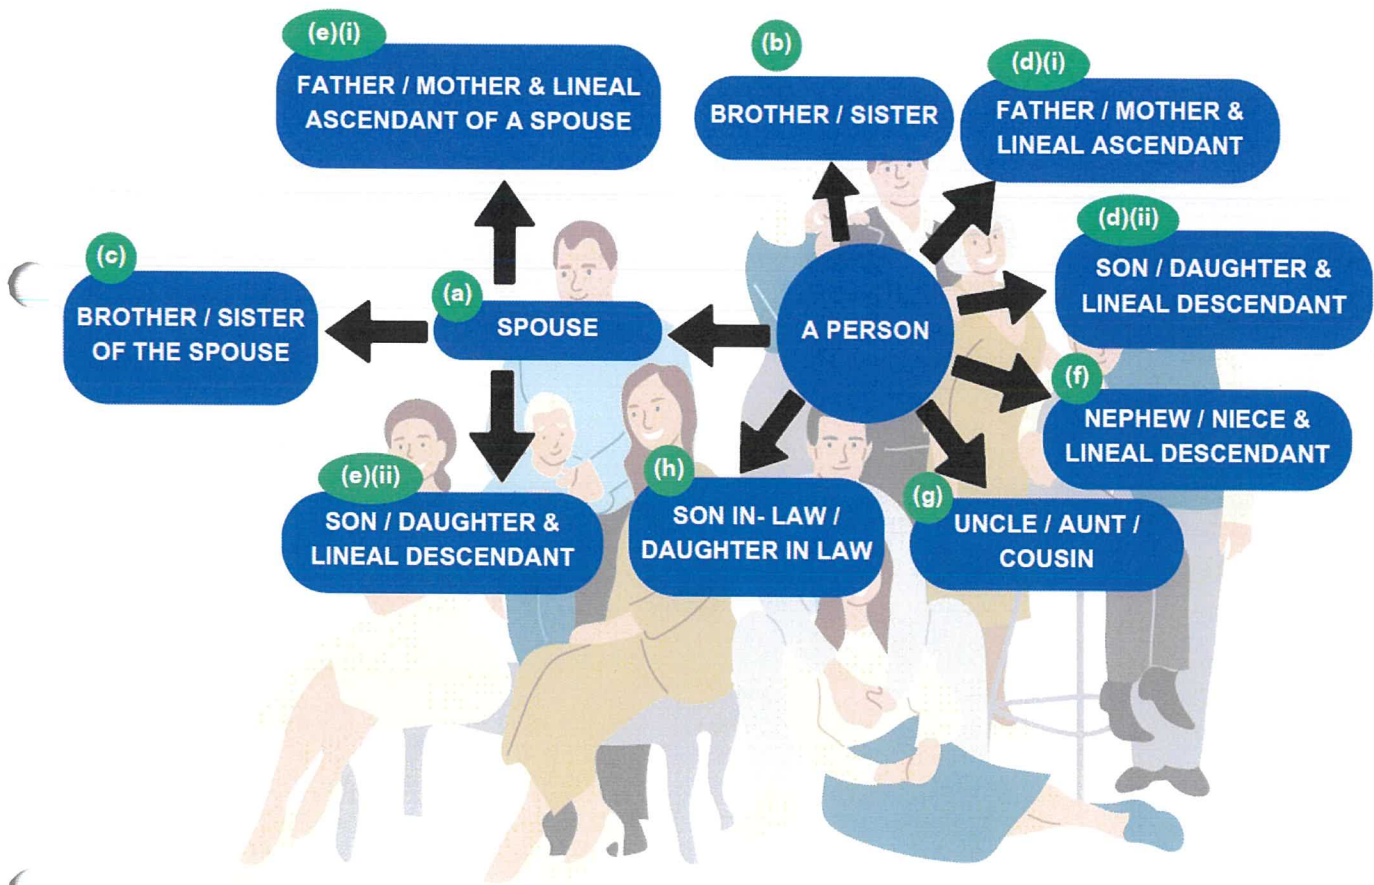 (e)(i)
FATHER / MOTHER & LINEAL
ASCENDANT OF A SPOUSE
(b)
BROTHER / SISTER
(d)(i)
FATHER / MOTHER &
LINEAL ASCENDANT
(c)
BROTHER / SISTER
OF THE SPOUSE
(a)
SPOUSE
A PERSON
(d)(ii)
SON / DAUGHTER &
LINEAL DESCENDANT
(f)
NEPHEW / NIECE &
LINEAL DESCENDANT
(e)(ii)
SON / DAUGHTER &
LINEAL DESCENDANT
(h)
SON IN- LAW /
DAUGHTER IN LAW
(g)
UNCLE / AUNT /
COUSIN